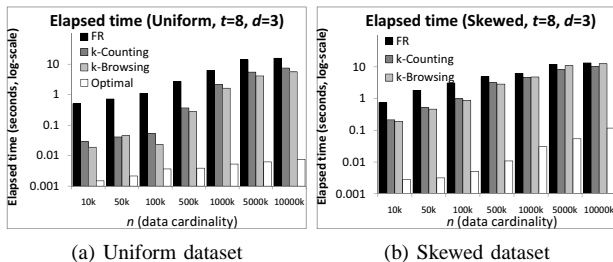 Elapsed time (Uniform, t=8, d=3)
Elapsed time (seconds, log-scale)
FR
k-Counting
k-Browsing
Optimal
10
1
0.1
0.01
0.001
10k 50k 100k 500k 1000k 5000k 10000k
n (data cardinality)
(a) Uniform dataset
Elapsed time (Skewed, t=8, d=3)
Elapsed time (seconds, log-scale)
FR
k-Counting
k-Browsing
Optimal
10
1
0.1
0.01
0.001
10k 50k 100k 500k 1000k 5000k 10000k
n (data cardinality)
(b) Skewed dataset